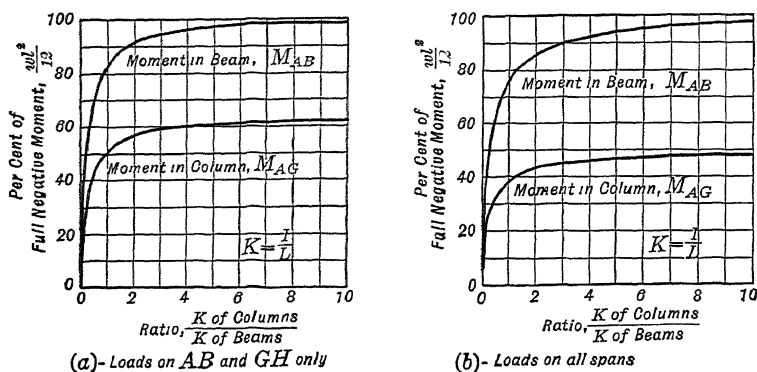 Per Cent of
Full Negative Moment, wl²/12
100
80
60
40
20
0
Moment in Beam, M_AB
Moment in Column, M_AG
K = I/L
0 2 4 6 8 10
Ratio, K of Columns / K of Beams
(a)- Loads on AB and GH only
Per Cent of
Full Negative Moment, wl²/12
100
80
60
40
20
0
Moment in Beam, M_AB
Moment in Column, M_AG
K = I/L
0 2 4 6 8 10
Ratio, K of Columns / K of Beams
(b)- Loads on all spans